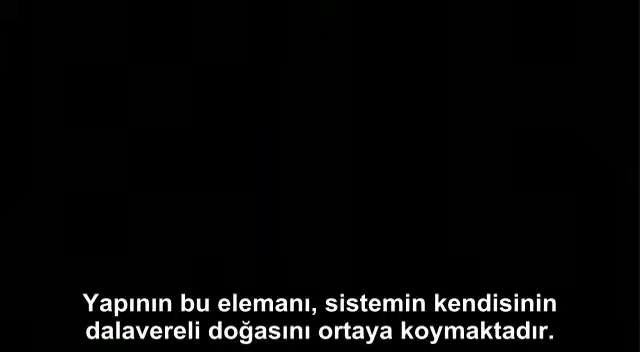 Yapının bu elemanı, sistemin kendisinin
dalavereli doğasını ortaya koymaktadır.